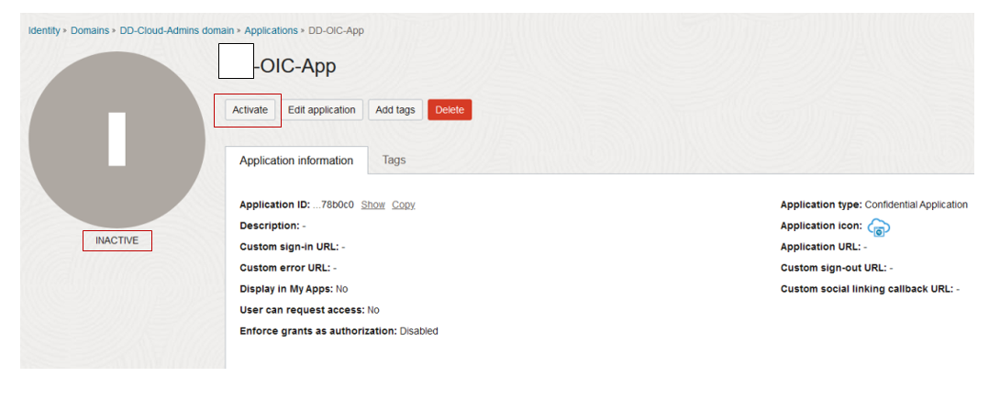 Identity › Domains › DD-Cloud-Admins domain › Applications › DD-OIC-App
-OIC-App
Activate Edit application Add tags Delete
Application information Tags
Application ID: ...78b0c0 Show Copy
Description: -
Custom sign-in URL: -
Custom error URL: -
Display in My Apps: No
User can request access: No
Enforce grants as authorization: Disabled
Application type: Confidential Application
Application icon:
Application URL: -
Custom sign-out URL: -
Custom social linking callback URL: -
I
INACTIVE